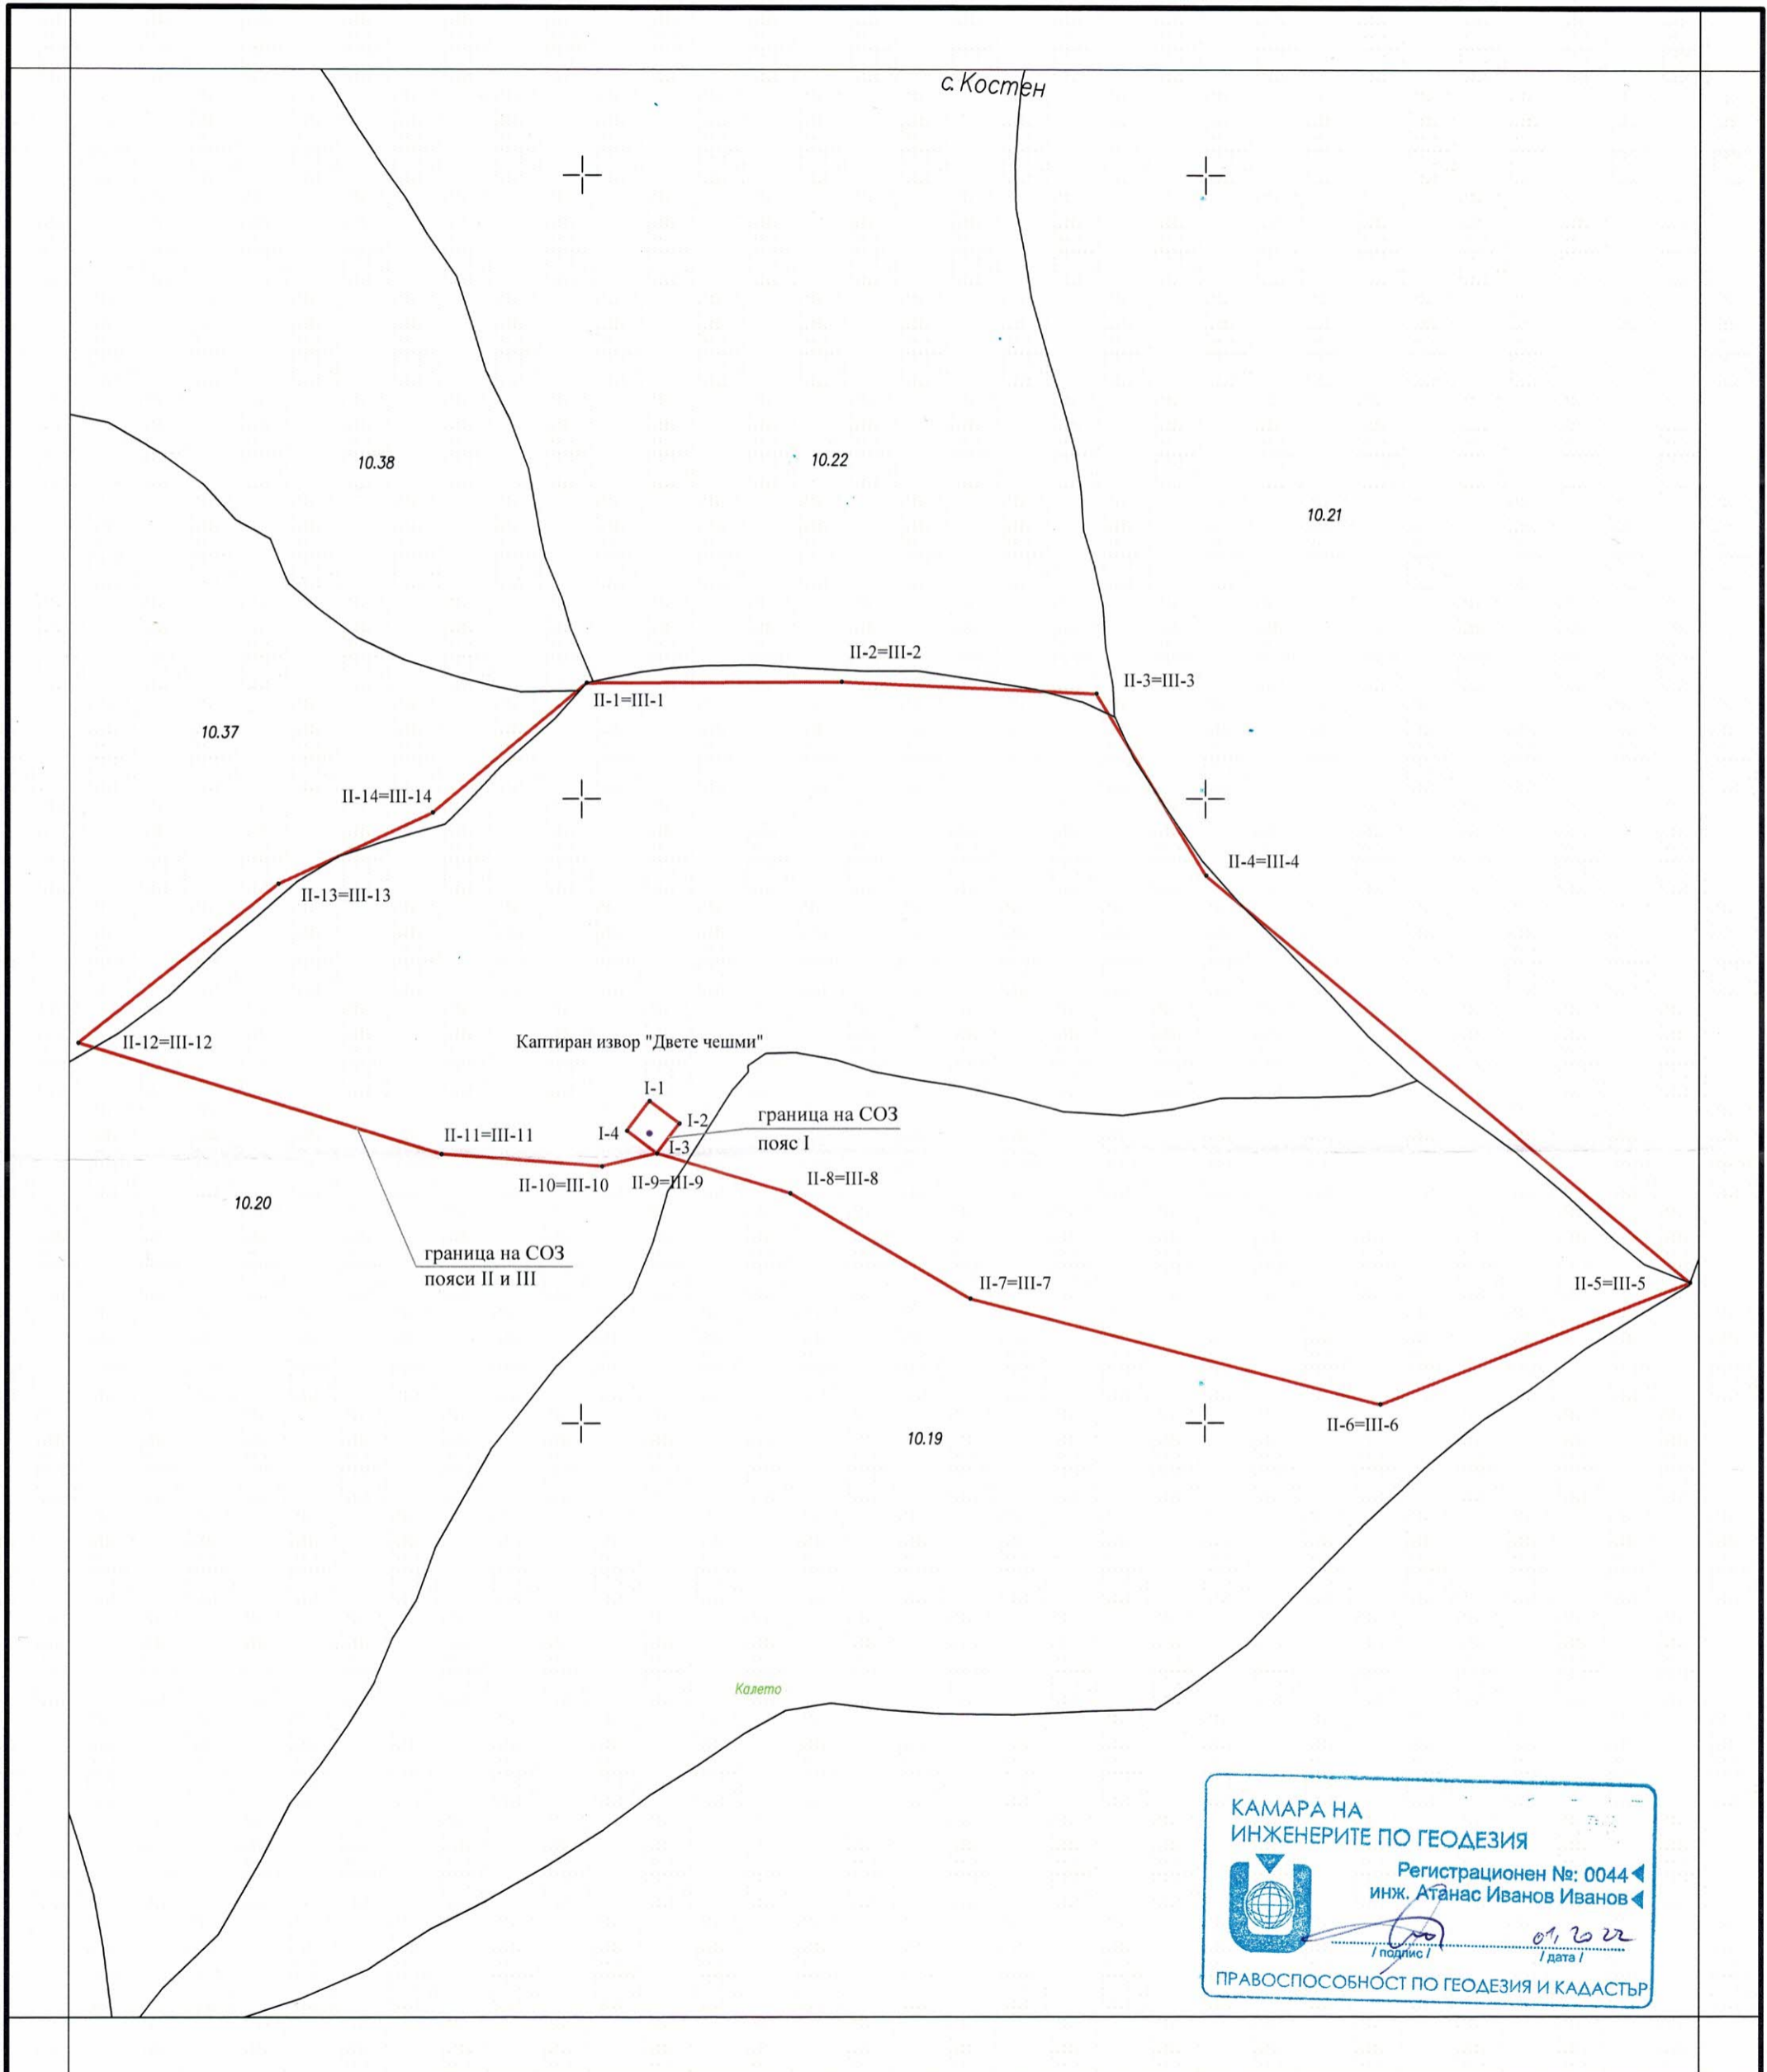 с. Костен
10.38
10.22
10.21
II-2=III-2
II-3=III-3
II-1=III-1
10.37
II-14=III-14
II-4=III-4
II-13=III-13
II-12=III-12
Каптиран извор "Двете чешми"
I-1
I-2
I-4
I-3
граница на СОЗ
пояс I
II-11=III-11
II-10=III-10
II-9=III-9
II-8=III-8
10.20
граница на СОЗ
пояси II и III
II-7=III-7
II-5=III-5
II-6=III-6
10.19
Калето
КАМАРА НА
ИНЖЕНЕРИТЕ ПО ГЕОДЕЗИЯ
Регистрационен №: 0044
инж. Атанас Иванов Иванов
01, 2022
/ подпис / / дата /
ПРАВОСПОСОБНОСТ ПО ГЕОДЕЗИЯ И КАДАСТЪР